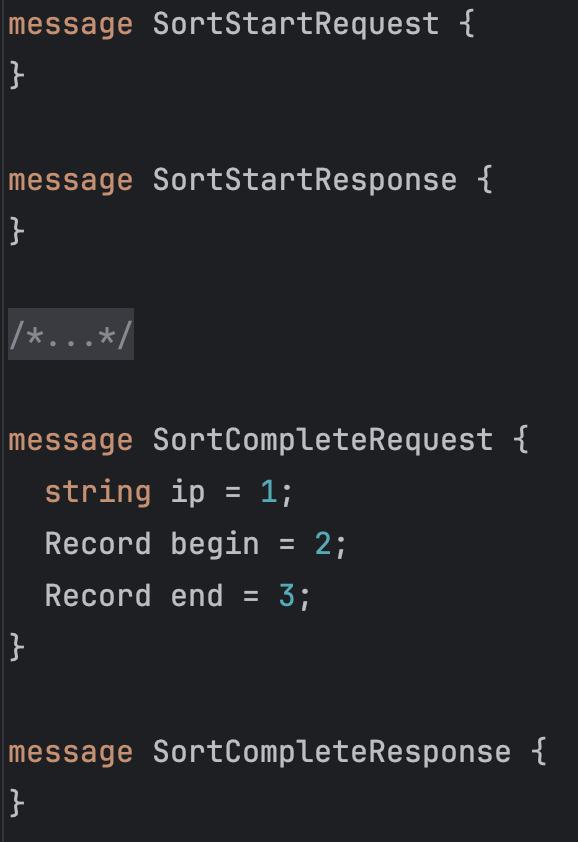 message SortStartRequest {
}
message SortStartResponse {
}
/*...*/
message SortCompleteRequest {
  string ip = 1;
  Record begin = 2;
  Record end = 3;
}
message SortCompleteResponse {
}